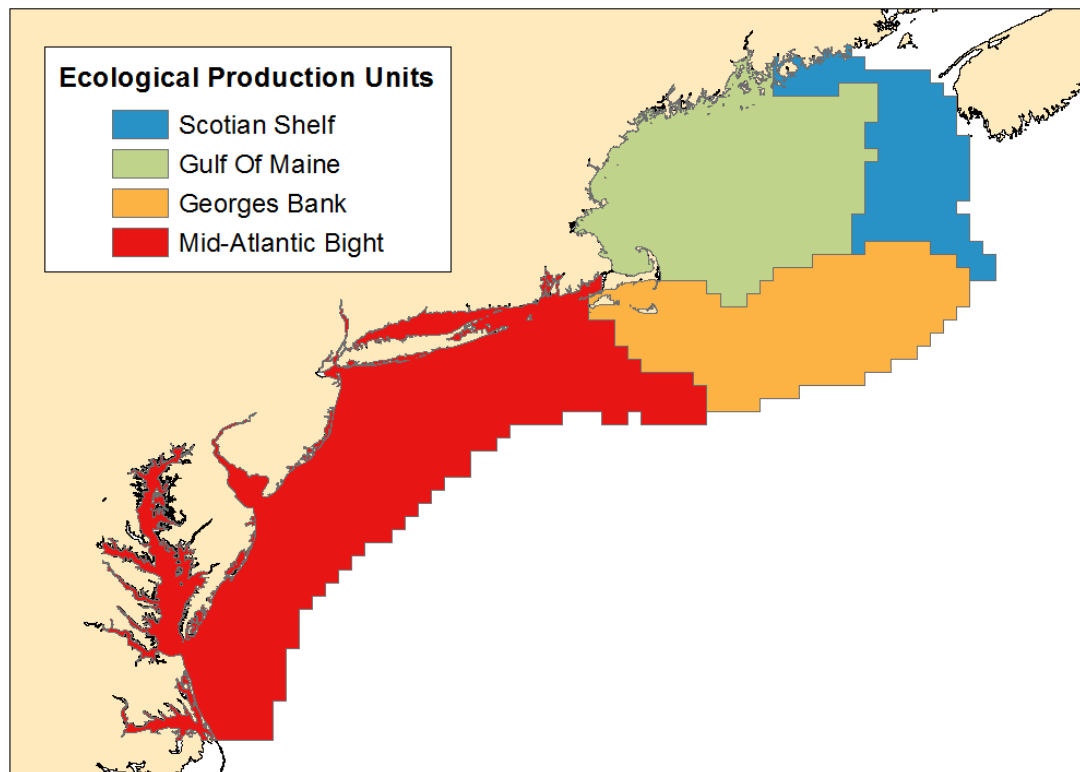 Ecological Production Units
Scotian Shelf
Gulf Of Maine
Georges Bank
Mid-Atlantic Bight